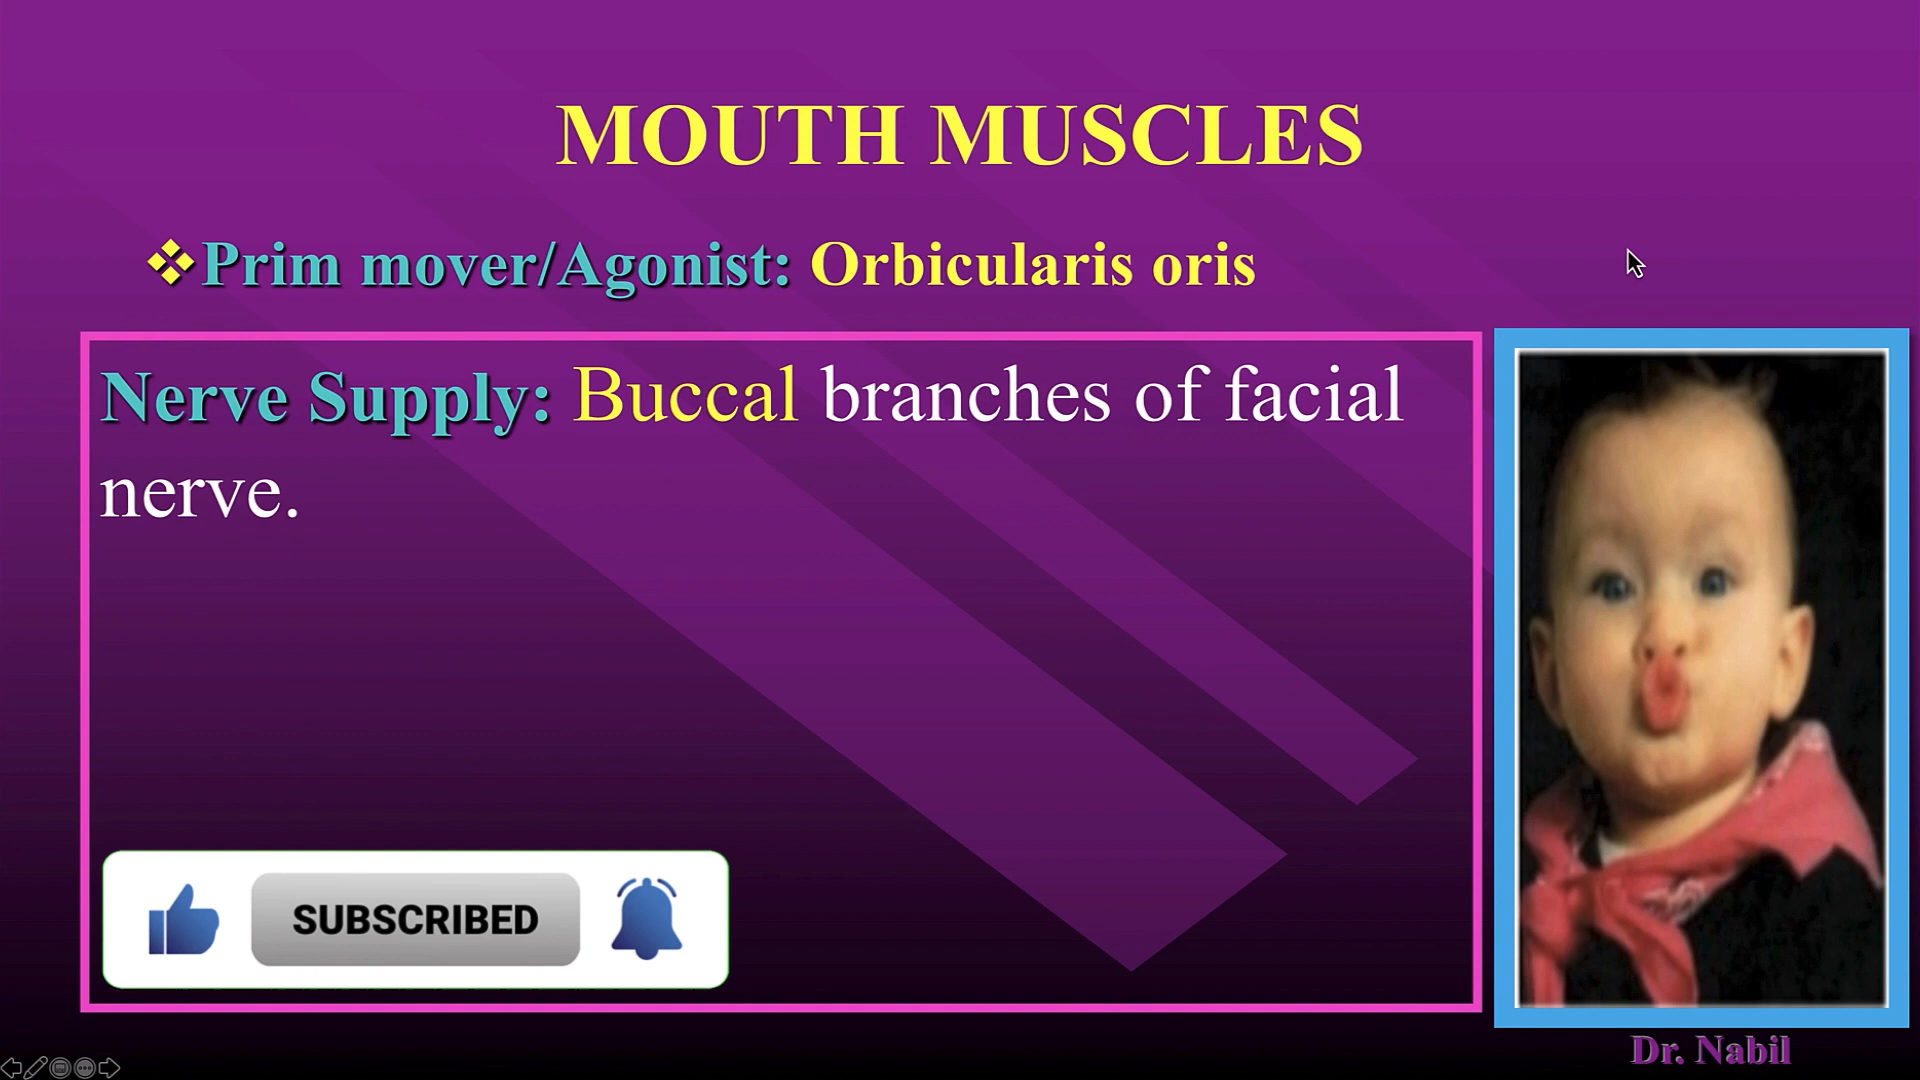 MOUTH MUSCLES
Prim mover/Agonist: Orbicularis oris
Nerve Supply: Buccal branches of facial
nerve.
SUBSCRIBED
Dr. Nabil